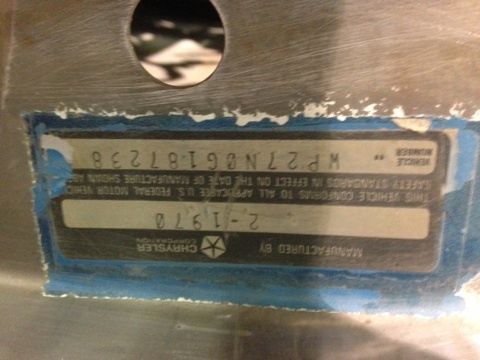 MANUFACTURED BY CHRYSLER CORPORATION
2-1970
THIS VEHICLE CONFORMS TO ALL APPLICABLE U.S. FEDERAL MOTOR VEHICLE
SAFETY STANDARDS IN EFFECT ON THE DATE OF MANUFACTURE SHOWN
VEHICLE NUMBER ** WP27N0G187238